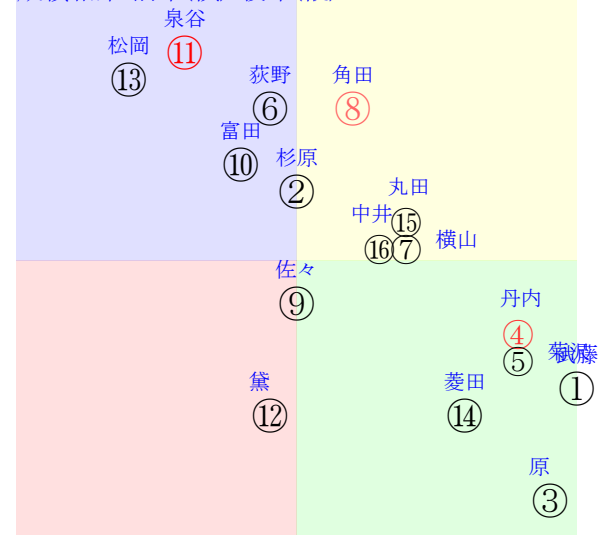 泉谷
⑪
松岡
⑬
荻野
⑥
角田
⑧
富田
⑩
杉原
②
丸田
⑮
中井
⑯⑦
横山
佐々
⑨
丹内
④
⑤
武藤
①
黛
⑫
菱田
⑭
原
③